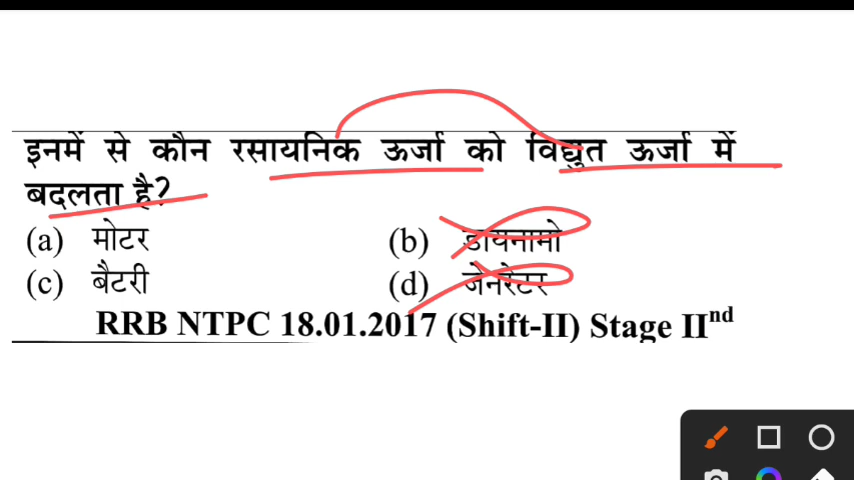 इनमें से कौन रसायनिक ऊर्जा को विद्युत ऊर्जा में
बदलता है?
(a) मोटर (b) डायनामो
(c) बैटरी (d) जेनरेटर
RRB NTPC 18.01.2017 (Shift-II) Stage IInd